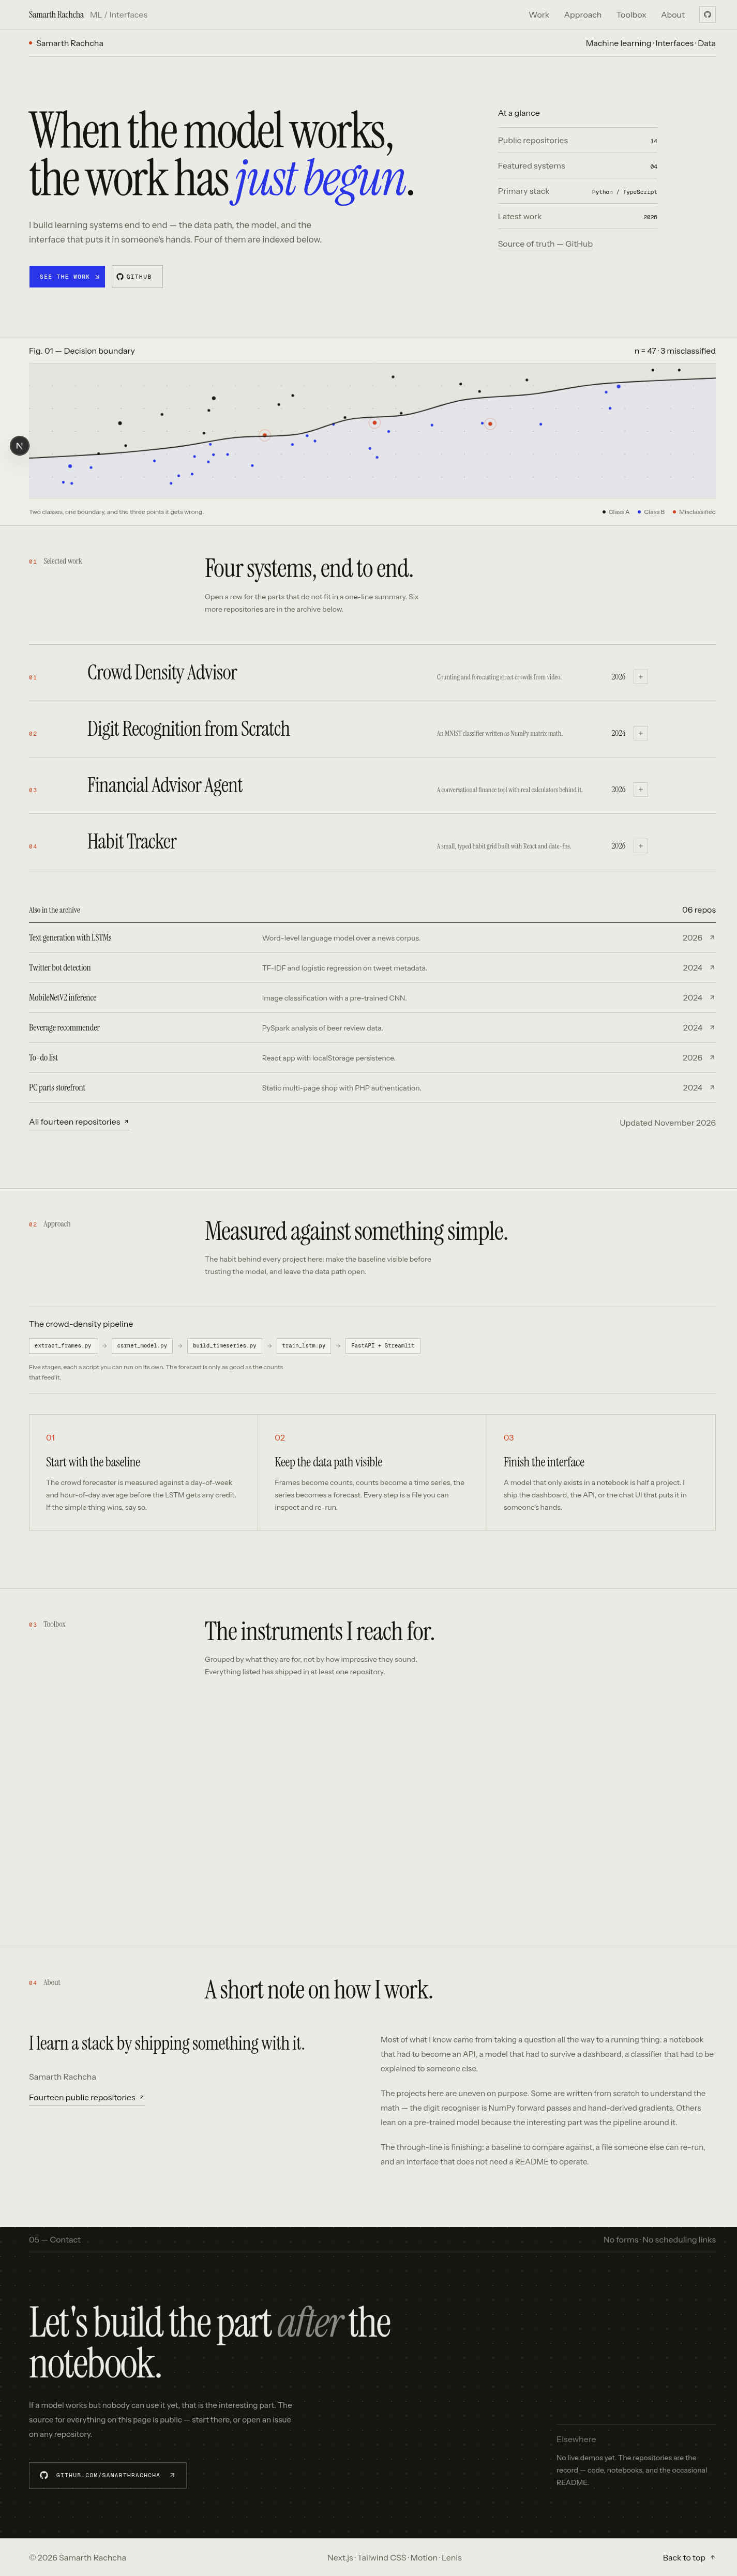 Samarth Rachcha ML / Interfaces
Work Approach Toolbox About
Samarth Rachcha
Machine learning · Interfaces · Data
When the model works,
the work has just begun.
I build learning systems end to end — the data path, the model, and the
interface that puts it in someone's hands. Four of them are indexed below.
SEE THE WORK
GITHUB
At a glance
Public repositories 14
Featured systems 04
Primary stack Python / TypeScript
Latest work 2026
Source of truth — GitHub
Fig. 01 — Decision boundary
n = 47 · 3 misclassified
N
Two classes, one boundary, and the three points it gets wrong.
Class A Class B Misclassified
01 Selected work
Four systems, end to end.
Open a row for the parts that do not fit in a one-line summary. Six
more repositories are in the archive below.
01 Crowd Density Advisor Counting and forecasting street crowds from video. 2026 +
02 Digit Recognition from Scratch An MNIST classifier written as NumPy matrix math. 2024 +
03 Financial Advisor Agent A conversational finance tool with real calculators behind it. 2026 +
04 Habit Tracker A small, typed habit grid built with React and date-fns. 2026 +
Also in the archive 06 repos
Text generation with LSTMs Word-level language model over a news corpus. 2026 ↗
Twitter bot detection TF-IDF and logistic regression on tweet metadata. 2024 ↗
MobileNetV2 inference Image classification with a pre-trained CNN. 2024 ↗
Beverage recommender PySpark analysis of beer review data. 2024 ↗
To-do list React app with localStorage persistence. 2026 ↗
PC parts storefront Static multi-page shop with PHP authentication. 2024 ↗
All fourteen repositories ↗
Updated November 2026
02 Approach
Measured against something simple.
The habit behind every project here: make the baseline visible before
trusting the model, and leave the data path open.
The crowd-density pipeline
extract_frames.py → csrnet_model.py → build_timeseries.py → train_lstm.py → FastAPI + Streamlit
Five stages, each a script you can run on its own. The forecast is only as good as the counts
that feed it.
01
Start with the baseline
The crowd forecaster is measured against a day-of-week
and hour-of-day average before the LSTM gets any credit.
If the simple thing wins, say so.
02
Keep the data path visible
Frames become counts, counts become a time series, the
series becomes a forecast. Every step is a file you can
inspect and re-run.
03
Finish the interface
A model that only exists in a notebook is half a project. I
ship the dashboard, the API, or the chat UI that puts it in
someone's hands.
03 Toolbox
The instruments I reach for.
Grouped by what they are for, not by how impressive they sound.
Everything listed has shipped in at least one repository.
04 About
A short note on how I work.
I learn a stack by shipping something with it.
Samarth Rachcha
Fourteen public repositories ↗
Most of what I know came from taking a question all the way to a running thing: a notebook
that had to become an API, a model that had to survive a dashboard, a classifier that had to be
explained to someone else.
The projects here are uneven on purpose. Some are written from scratch to understand the
math — the digit recogniser is NumPy forward passes and hand-derived gradients. Others
lean on a pre-trained model because the interesting part was the pipeline around it.
The through-line is finishing: a baseline to compare against, a file someone else can re-run,
and an interface that does not need a README to operate.
05 — Contact
No forms · No scheduling links
Let's build the part after the
notebook.
If a model works but nobody can use it yet, that is the interesting part. The
source for everything on this page is public — start there, or open an issue
on any repository.
GITHUB.COM/SAMARTHRACHCHA ↗
Elsewhere
No live demos yet. The repositories are the
record — code, notebooks, and the occasional
README.
© 2026 Samarth Rachcha
Next.js · Tailwind CSS · Motion · Lenis
Back to top ↑